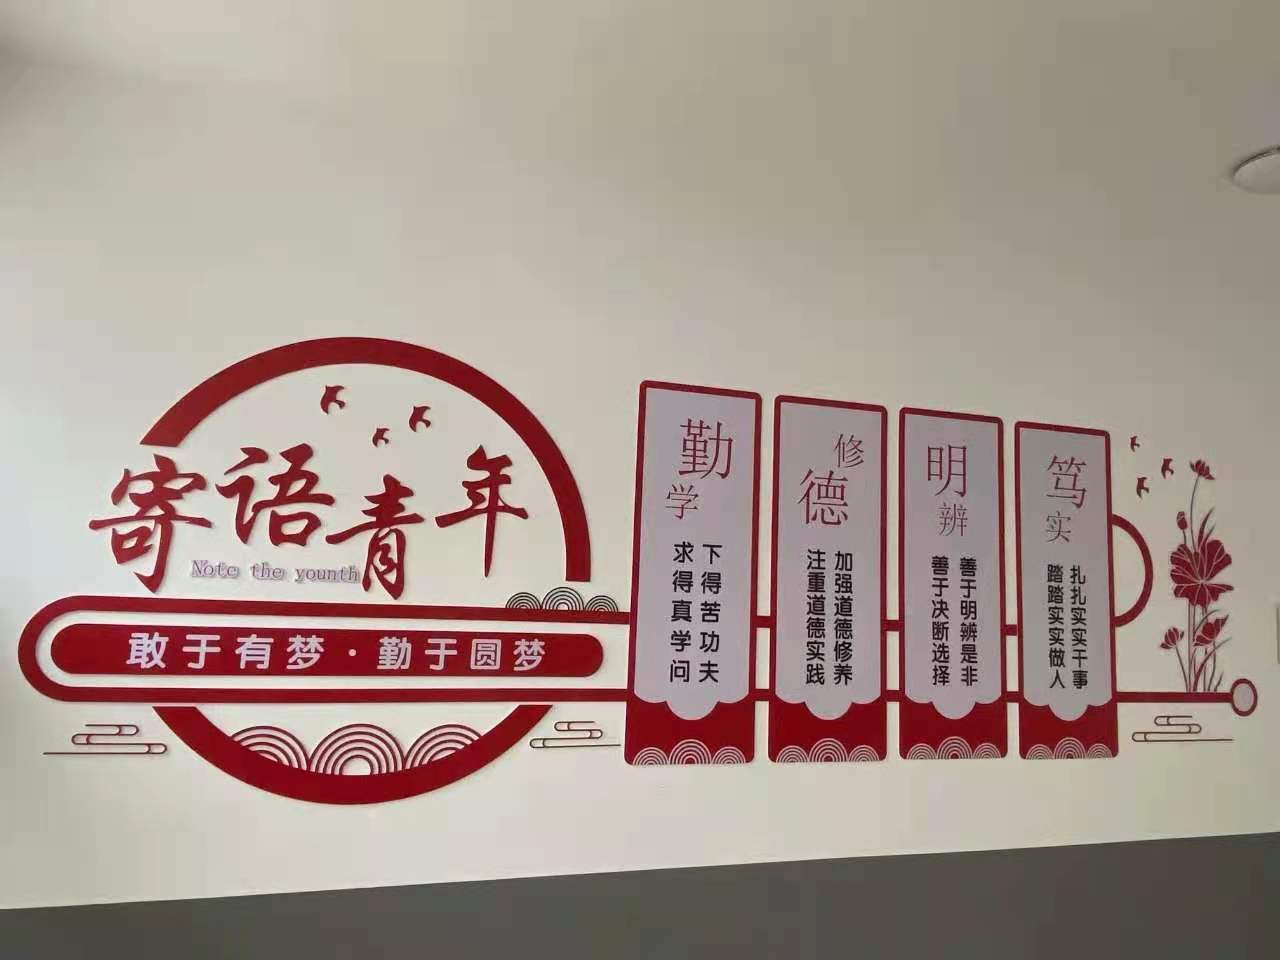 寄语青年
Note the younth
敢于有梦·勤于圆梦
勤学
下得苦功夫
求得真学问
修德
加强道德修养
注重道德实践
明辨
善于明辨是非
善于决断选择
笃实
扎扎实实干事
踏踏实实做人